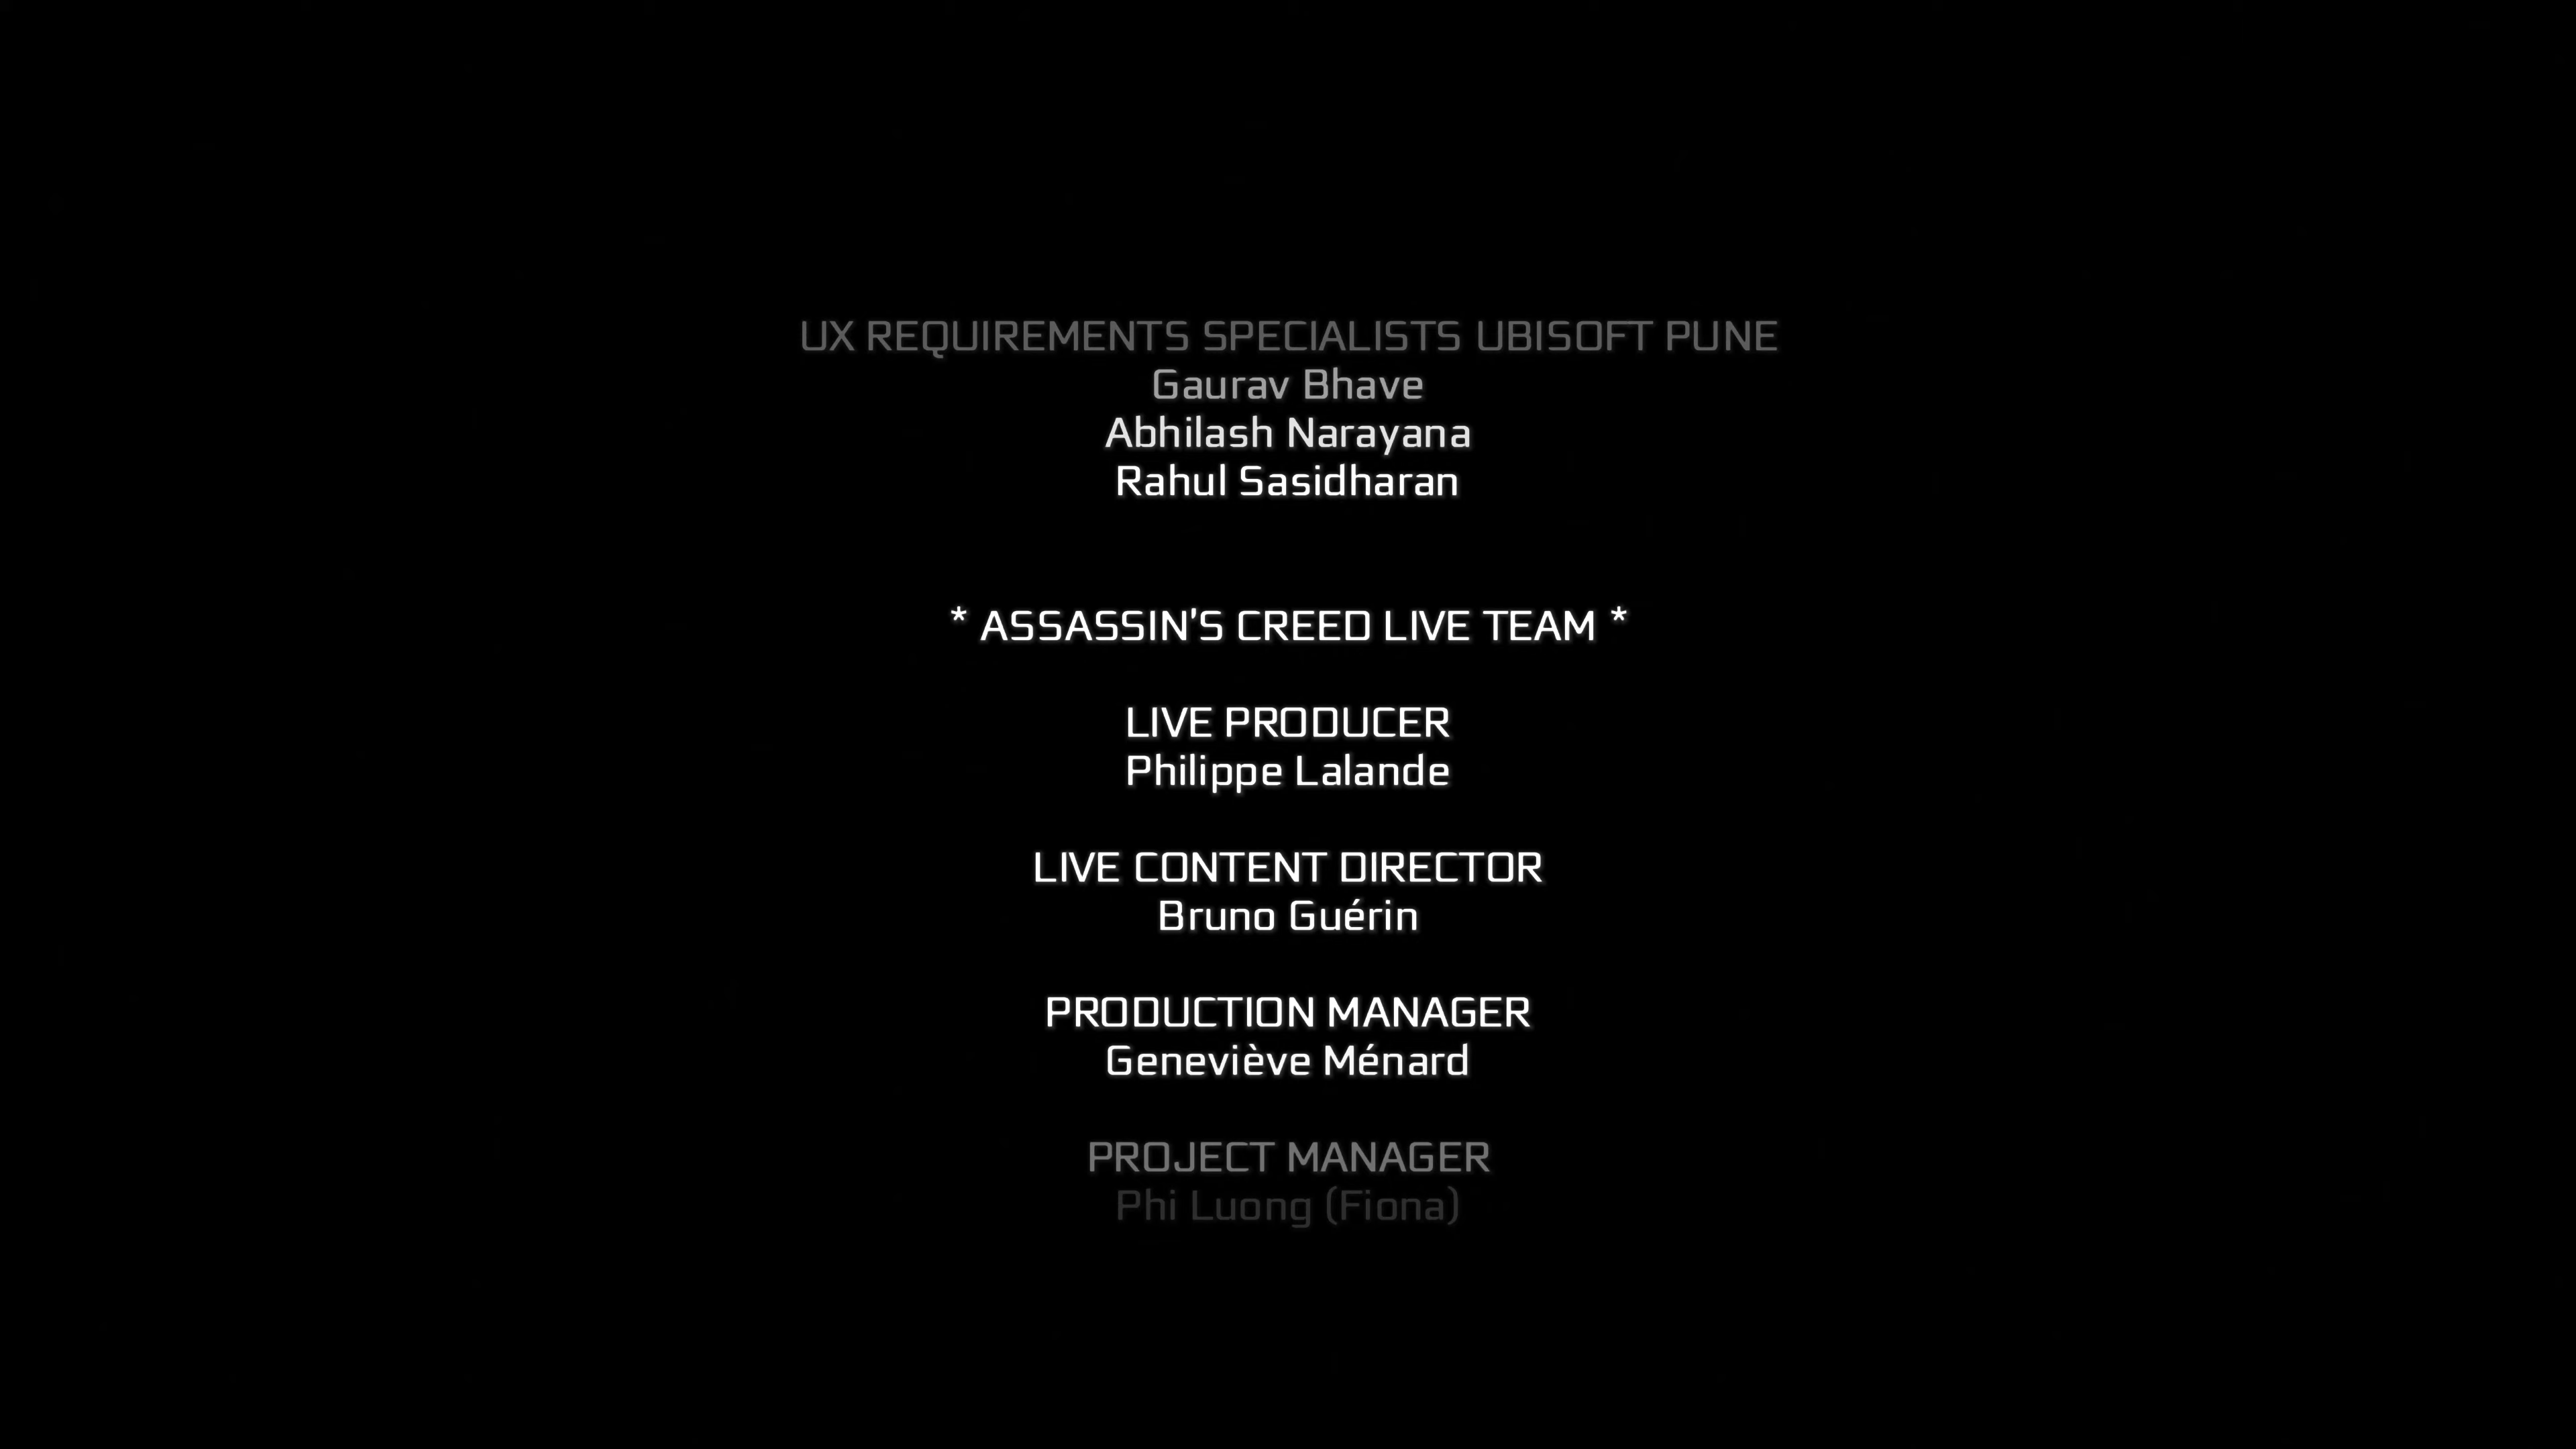 UX REQUIREMENTS SPECIALISTS UBISOFT PUNE
Gaurav Bhave
Abhilash Narayana
Rahul Sasidharan
* ASSASSIN'S CREED LIVE TEAM *
LIVE PRODUCER
Philippe Lalande
LIVE CONTENT DIRECTOR
Bruno Guérin
PRODUCTION MANAGER
Geneviève Ménard
PROJECT MANAGER
Phi Luong (Fiona)